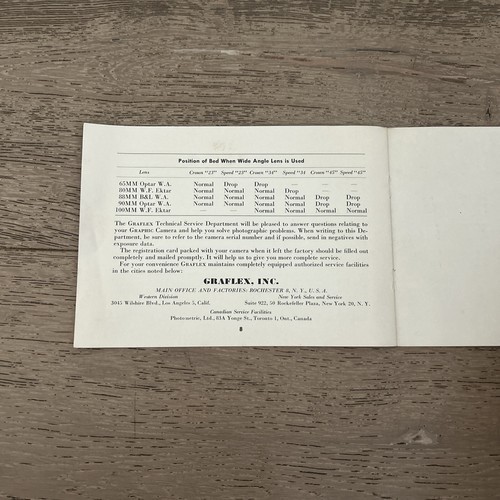 Position of Bed When Wide Angle Lens is Used
Lens Crown "23" Speed "23" Crown "34" Speed "34 Crown "45" Speed "45"
65MM Optar W.A. Normal Drop Drop — — —
80MM W.F. Ektar Normal Normal Normal Drop — —
88MM B&L W.A. Normal Normal Normal Normal Drop Drop
90MM Optar W.A. Normal Normal Normal Normal Normal Drop
100MM W.F. Ektar — — Normal Normal Normal Normal
The GRAFLEX Technical Service Department will be pleased to answer questions relating to
your GRAPHIC Camera and help you solve photographic problems. When writing to this De-
partment, be sure to refer to the camera serial number and if possible, send in negatives with
exposure data.
The registration card packed with your camera when it left the factory should be filled out
completely and mailed promptly. It will help us to give you more complete service.
For your convenience GRAFLEX maintains completely equipped authorized service facilities
in the cities noted below:
GRAFLEX, INC.
MAIN OFFICE AND FACTORIES: ROCHESTER 8, N. Y., U. S. A.
Western Division New York Sales and Service
3045 Wilshire Blvd., Los Angeles 5, Calif. Suite 922, 50 Rockefeller Plaza, New York 20, N. Y.
Canadian Service Facilities
Photo-metric, Ltd., 83A Yonge St., Toronto 1, Ont., Canada
8